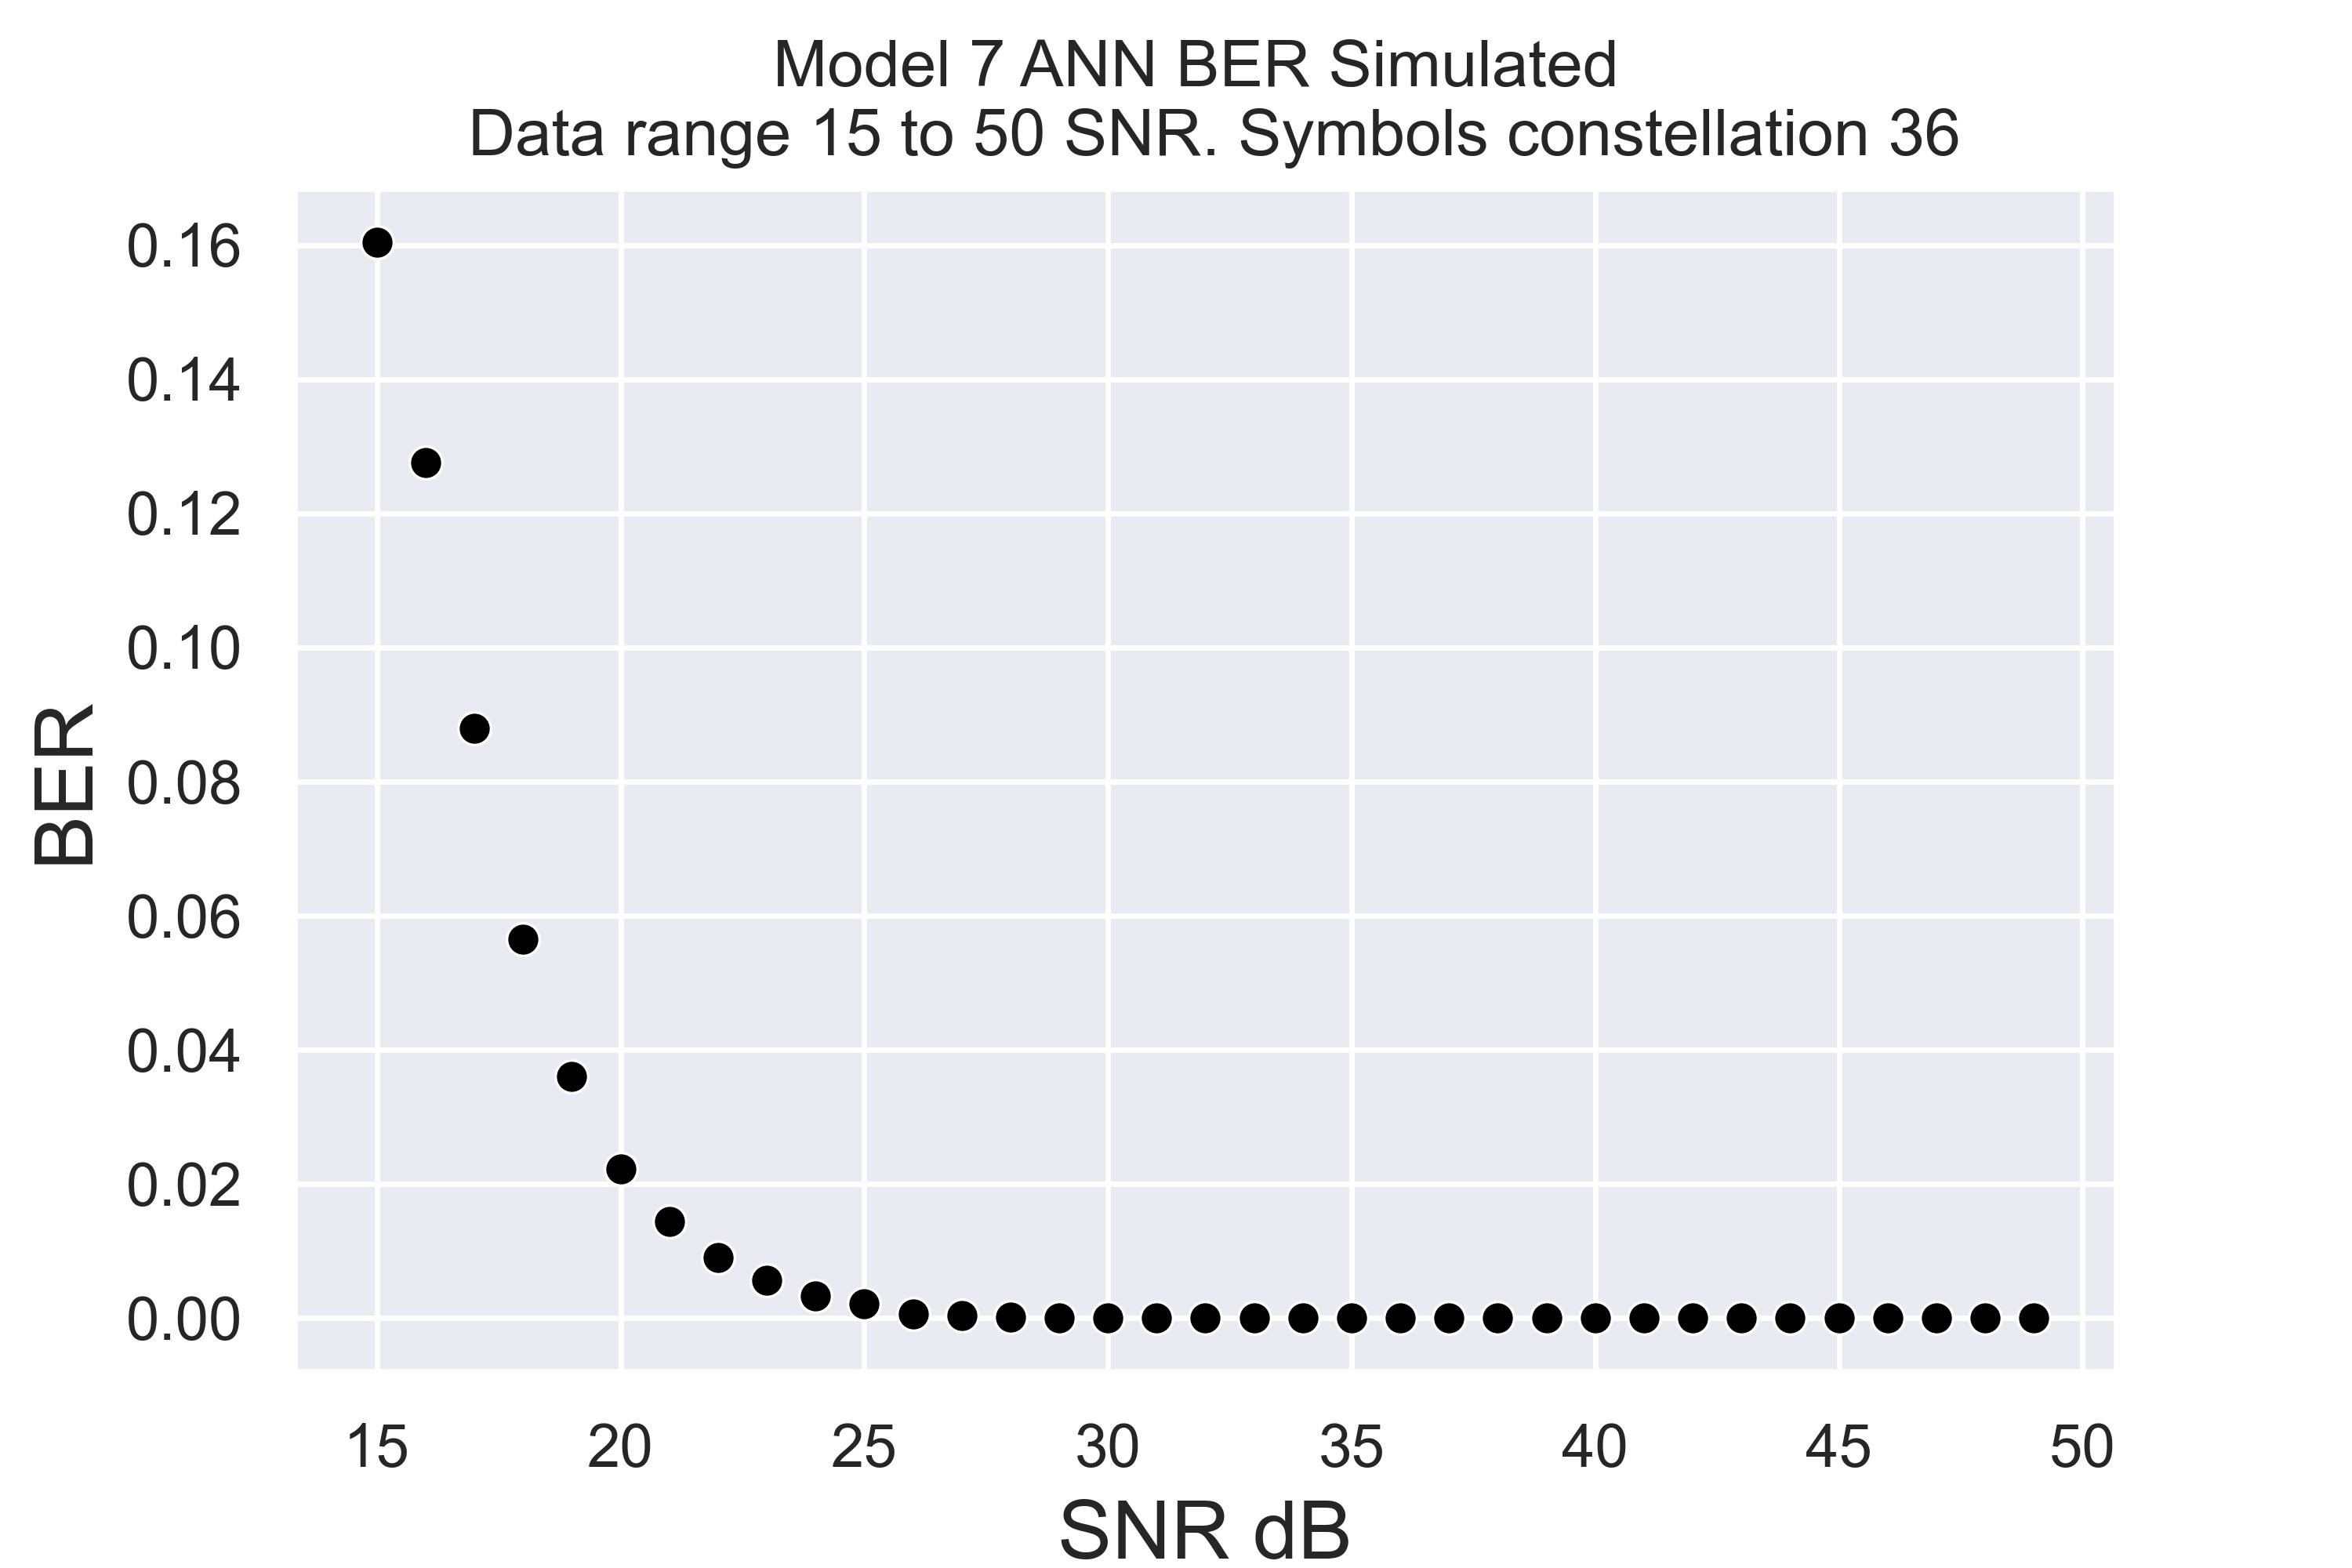 Model 7 ANN BER Simulated
Data range 15 to 50 SNR. Symbols constellation 36
0.16
0.14
0.12
0.10
0.08
0.06
0.04
0.02
0.00
BER
15 20 25 30 35 40 45 50
SNR dB